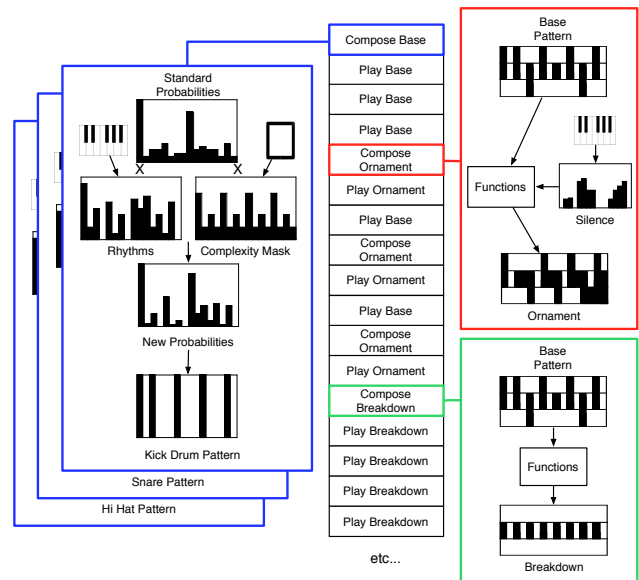 Standard
Probabilities
X
X
Rhythms
Complexity Mask
New Probabilities
Kick Drum Pattern
Snare Pattern
Hi Hat Pattern
Compose Base
Play Base
Play Base
Play Base
Compose
Ornament
Play Ornament
Play Base
Compose
Ornament
Play Ornament
Play Base
Compose
Ornament
Play Ornament
Compose
Breakdown
Play Breakdown
Play Breakdown
Play Breakdown
Play Breakdown
etc...
Base
Pattern
Functions
Silence
Ornament
Base
Pattern
Functions
Breakdown